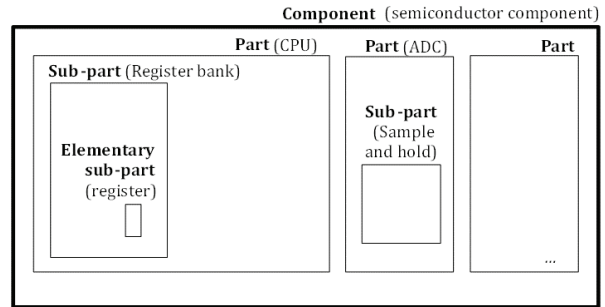 Component (semiconductor component)
Part (CPU)
Part (ADC)
Part
Sub-part (Register bank)
Sub-part
(Sample
and hold)
Elementary
sub-part
(register)
...